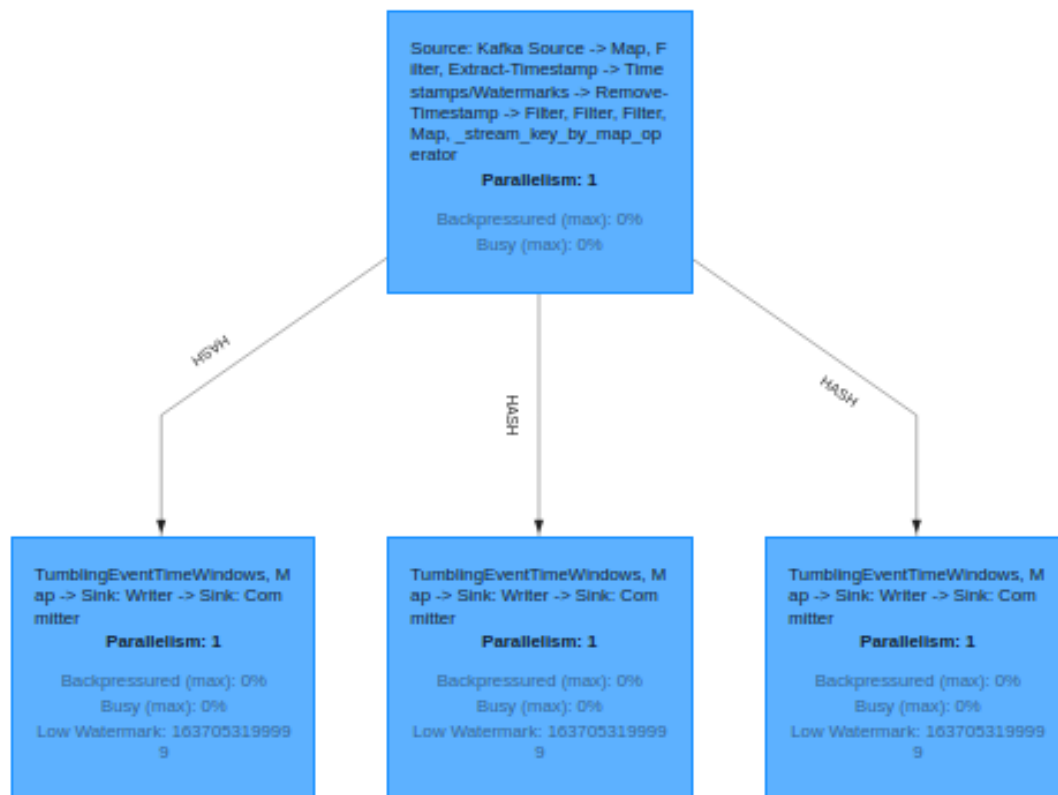 Source: Kafka Source -> Map, F
ilter, Extract-Timestamp -> Time
stamps/Watermarks -> Remove-
Timestamp -> Filter, Filter, Filter,
Map, _stream_key_by_map_op
erator
Parallelism: 1
Backpressured (max): 0%
Busy (max): 0%
HASH
HASH
HASH
TumblingEventTimeWindows, M
ap -> Sink: Writer -> Sink: Com
mitter
Parallelism: 1
Backpressured (max): 0%
Busy (max): 0%
Low Watermark: 163705319999
9
TumblingEventTimeWindows, M
ap -> Sink: Writer -> Sink: Com
mitter
Parallelism: 1
Backpressured (max): 0%
Busy (max): 0%
Low Watermark: 163705319999
9
TumblingEventTimeWindows, M
ap -> Sink: Writer -> Sink: Com
mitter
Parallelism: 1
Backpressured (max): 0%
Busy (max): 0%
Low Watermark: 163705319999
9